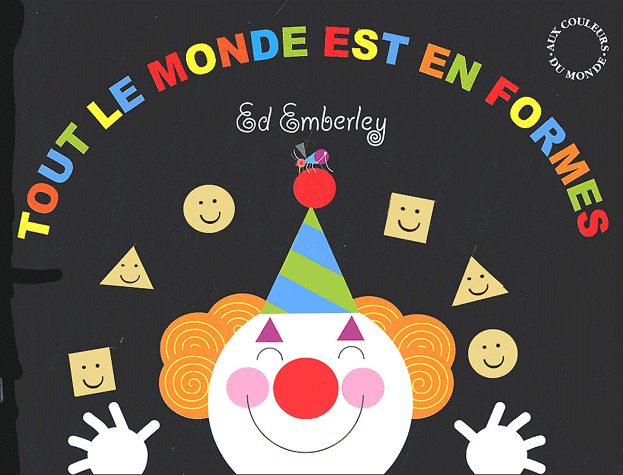 TOUT LE MONDE EST EN FORMES
Ed Emberley
•AUX COULEURS•
DU MONDE